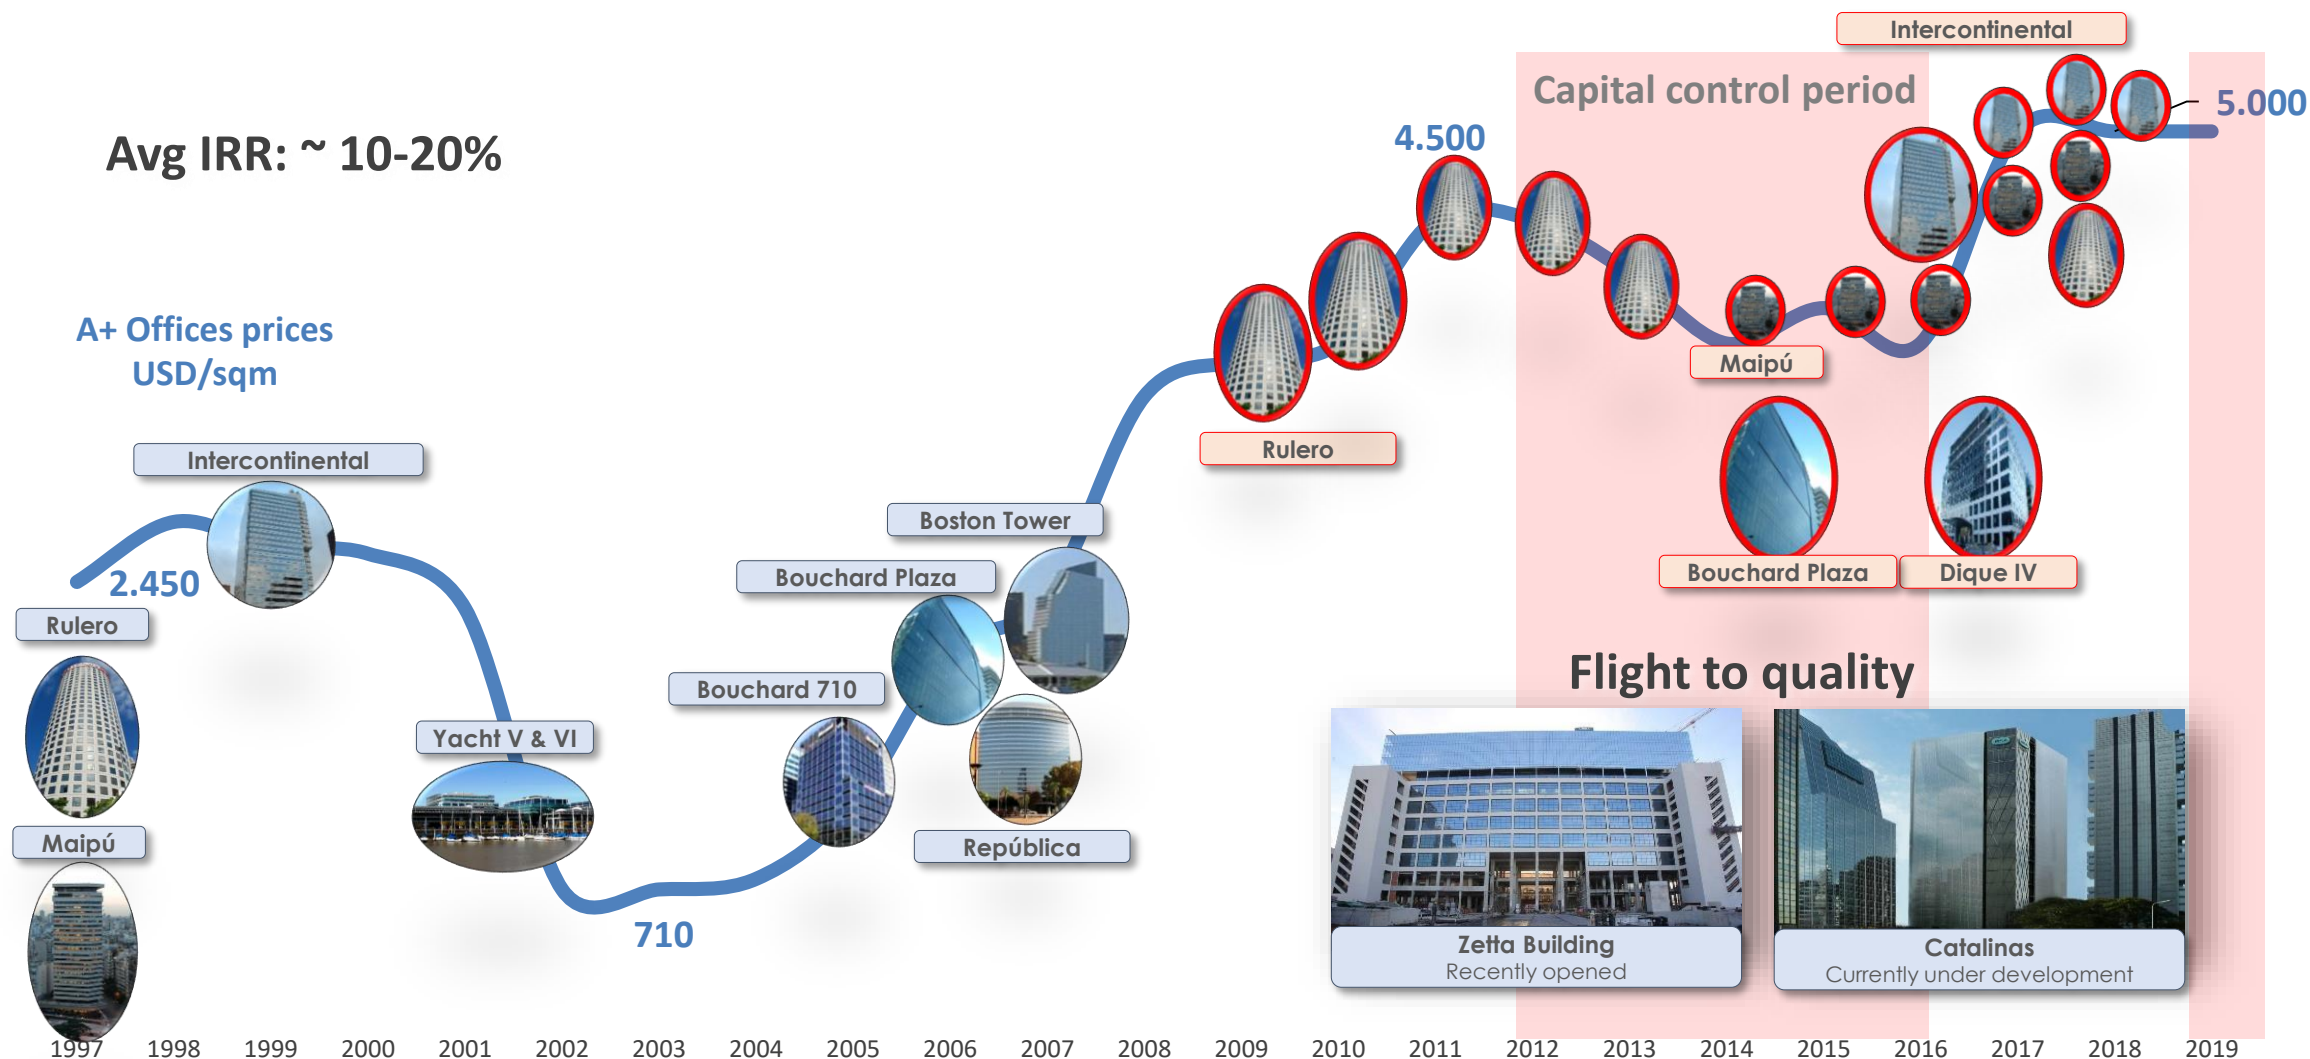 Intercontinental
Capital control period
5.000
4.500
Avg IRR: ~ 10-20%
A+ Offices prices
USD/sqm
Maipú
Rulero
Intercontinental
Boston Tower
2.450
Bouchard Plaza
Bouchard Plaza
Dique IV
Rulero
Flight to quality
Bouchard 710
Yacht V & VI
Maipú
República
710
Zetta Building
Recently opened
Catalinas
Currently under development
1997 1998 1999 2000 2001 2002 2003 2004 2005 2006 2007 2008 2009 2010 2011 2012 2013 2014 2015 2016 2017 2018 2019